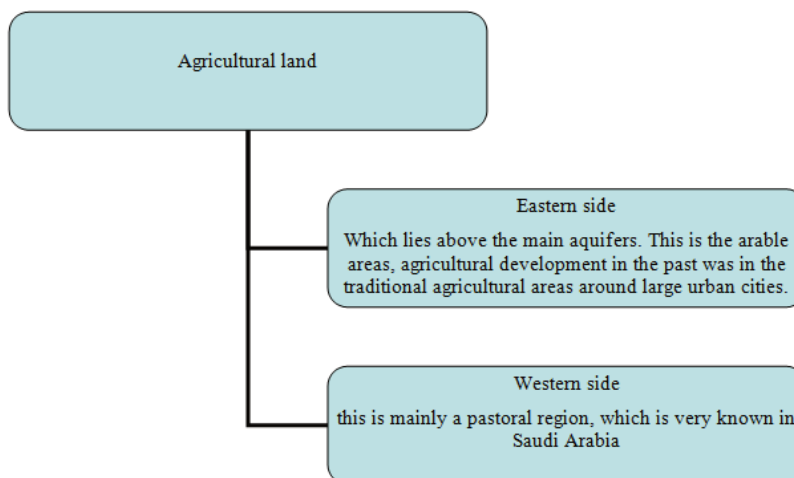 Agricultural land
Eastern side
Which lies above the main aquifers. This is the arable
areas, agricultural development in the past was in the
traditional agricultural areas around large urban cities.
Western side
this is mainly a pastoral region, which is very known in
Saudi Arabia